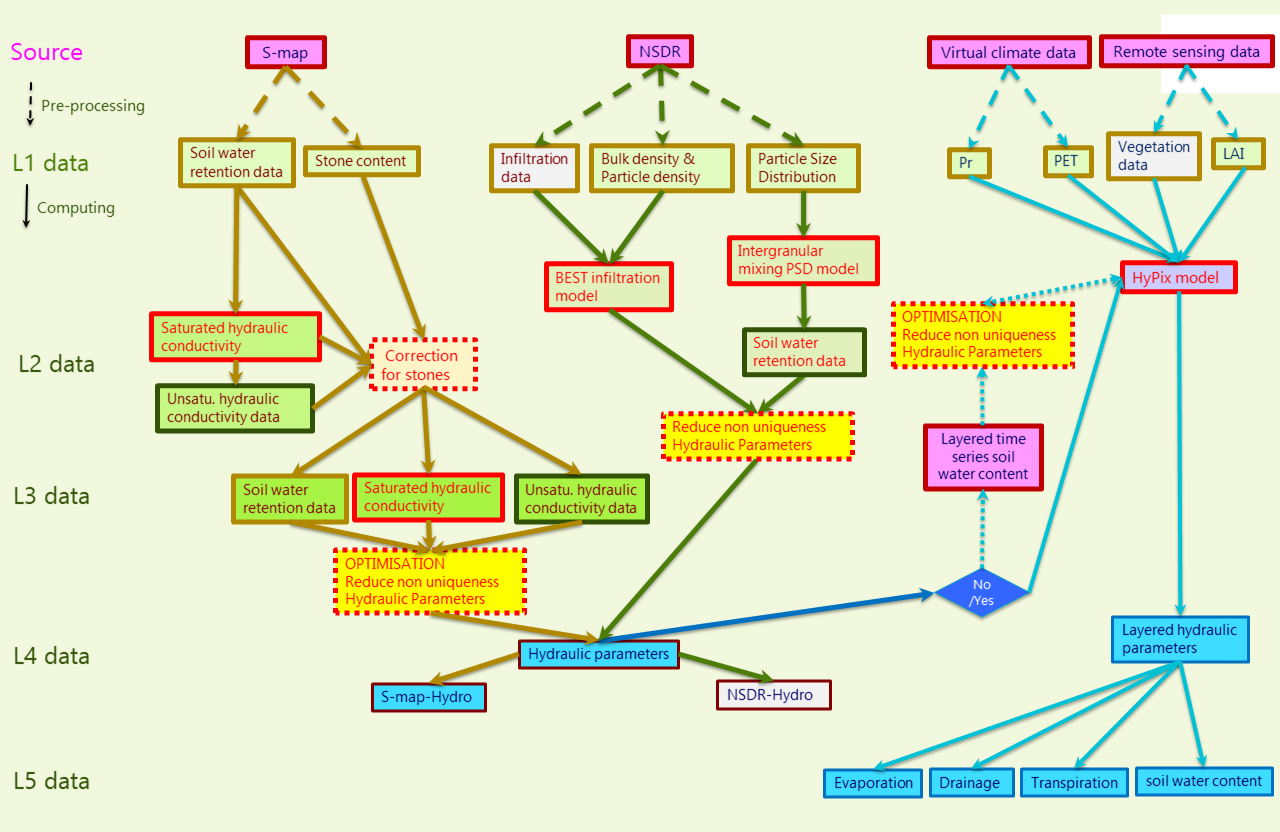 Source
S-map
NSDR
Virtual climate data
Remote sensing data
Pre-processing
L1 data
Soil water
retention data
Stone content
Infiltration
data
Bulk density &
Particle density
Particle Size
Distribution
Pr
PET
Vegetation
data
LAI
Computing
BEST infiltration
model
Intergranular
mixing PSD model
HyPix model
L2 data
Saturated hydraulic
conductivity
Unsatu. hydraulic
conductivity data
Correction
for stones
Soil water
retention data
OPTIMISATION
Reduce non uniqueness
Hydraulic Parameters
Reduce non uniqueness
Hydraulic Parameters
Layered time
series soil
water content
L3 data
Soil water
retention data
Saturated hydraulic
conductivity
Unsatu. hydraulic
conductivity data
OPTIMISATION
Reduce non uniqueness
Hydraulic Parameters
No
/Yes
L4 data
Hydraulic parameters
Layered hydraulic
parameters
S-map-Hydro
NSDR-Hydro
L5 data
Evaporation
Drainage
Transpiration
soil water content